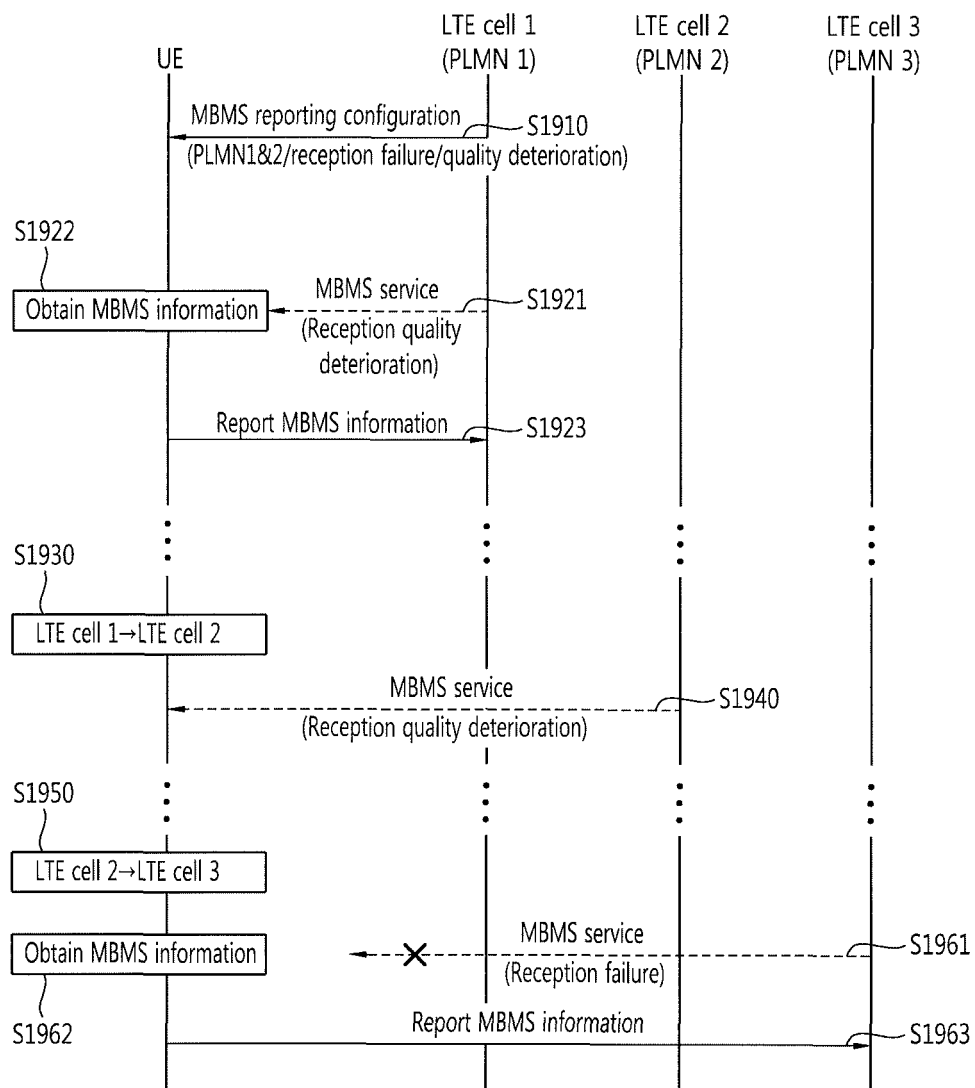 UE
LTE cell 1
(PLMN 1)
LTE cell 2
(PLMN 2)
LTE cell 3
(PLMN 3)
MBMS reporting configuration
S1910
(PLMN1&2/reception failure/quality deterioration)
S1922
Obtain MBMS information
MBMS service
S1921
(Reception quality
deterioration)
Report MBMS information
S1923
S1930
LTE cell 1→LTE cell 2
MBMS service
S1940
(Reception quality deterioration)
S1950
LTE cell 2→LTE cell 3
Obtain MBMS information
MBMS service
S1961
(Reception failure)
S1962
Report MBMS information
S1963